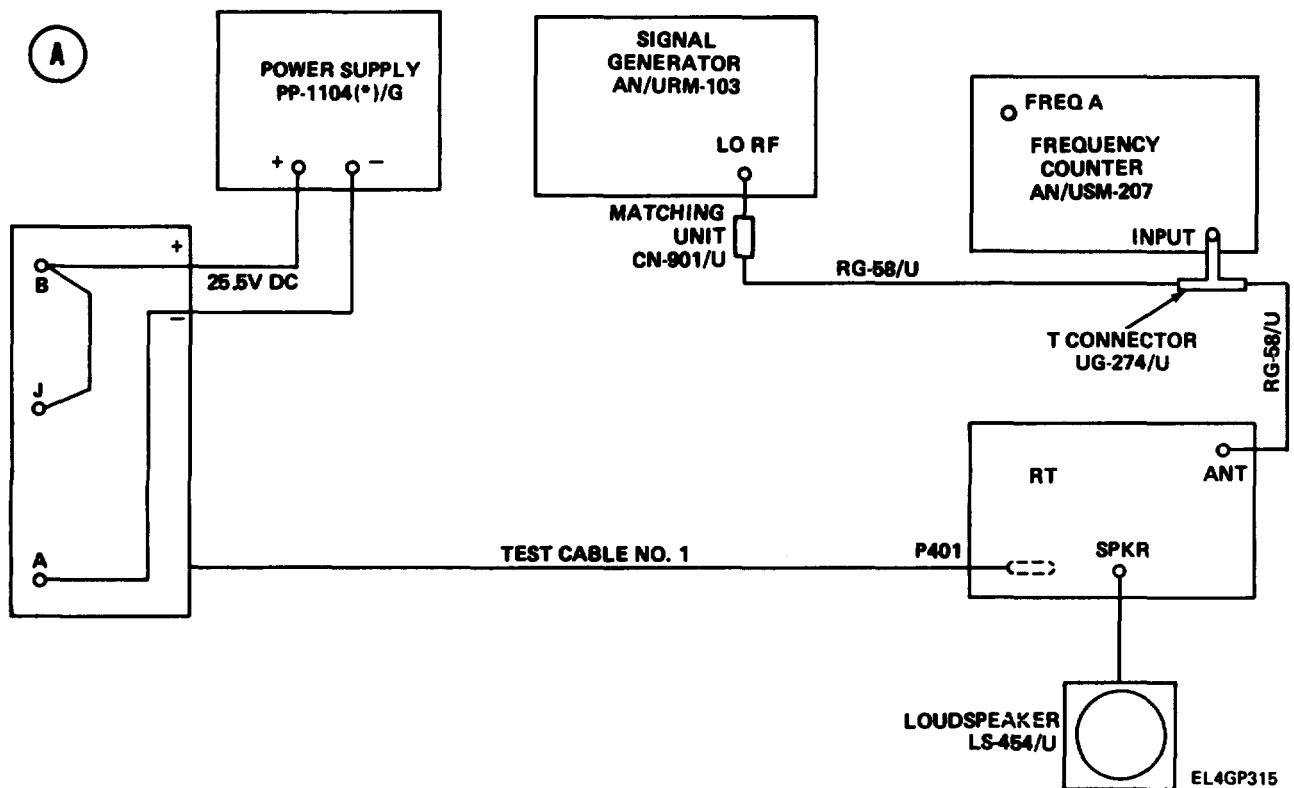 A
POWER SUPPLY
PP-1104(*)/G
+ −
SIGNAL
GENERATOR
AN/URM-103
LO RF
MATCHING
UNIT
CN-901/U
RG-58/U
FREQ A
FREQUENCY
COUNTER
AN/USM-207
INPUT
T CONNECTOR
UG-274/U
RG-58/U
+
B
25.5V DC
−
J
A
TEST CABLE NO. 1
P401
RT
ANT
SPKR
LOUDSPEAKER
LS-454/U
EL4GP315